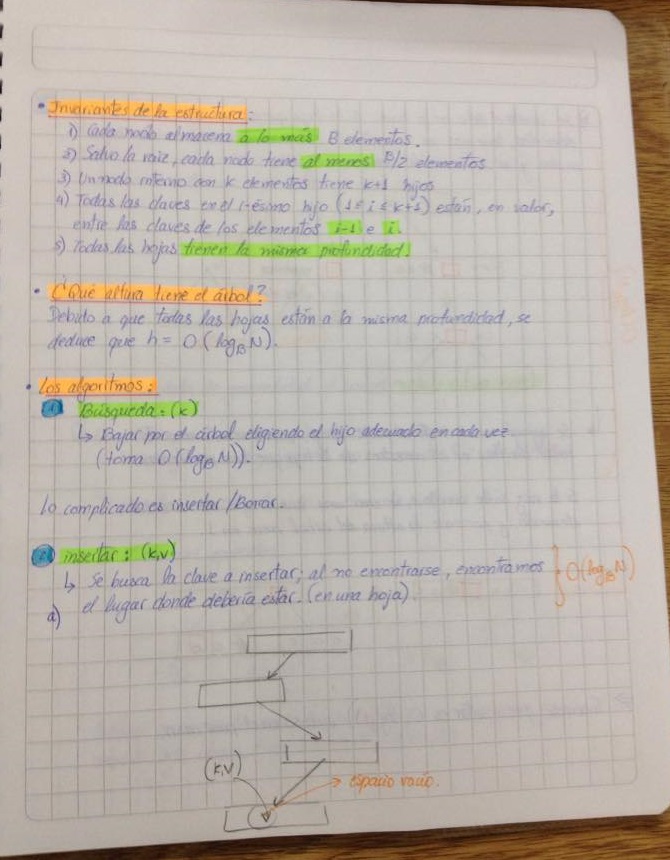 • Invariantes de la estructura:
1) Cada nodo almacena a lo más B elementos.
2) Salvo la raíz, cada nodo tiene al menos B/2 elementos
3) Un nodo interno con k elementos tiene k+1 hijos
4) Todas las claves en el i-ésimo hijo (1 ≤ i ≤ k+1) están, en valor,
entre las claves de los elementos i-1 e i.
5) Todas las hojas tienen la misma profundidad!
• ¿Qué altura tiene el árbol?
Debido a que todas las hojas están a la misma profundidad, se
deduce que h = O(log_B N).
• Los algoritmos:
① Búsqueda: (k)
↳ Bajar por el árbol eligiendo el hijo adecuado en cada vez
(toma O(log_B N)).
lo complicado es insertar/Borrar.
② insertar: (k,v)
↳ Se busca la clave a insertar; al no encontrarse, encontramos } O(log_B N)
a) el lugar donde debería estar. (en una hoja)
(k,v)
→ espacio vacío.